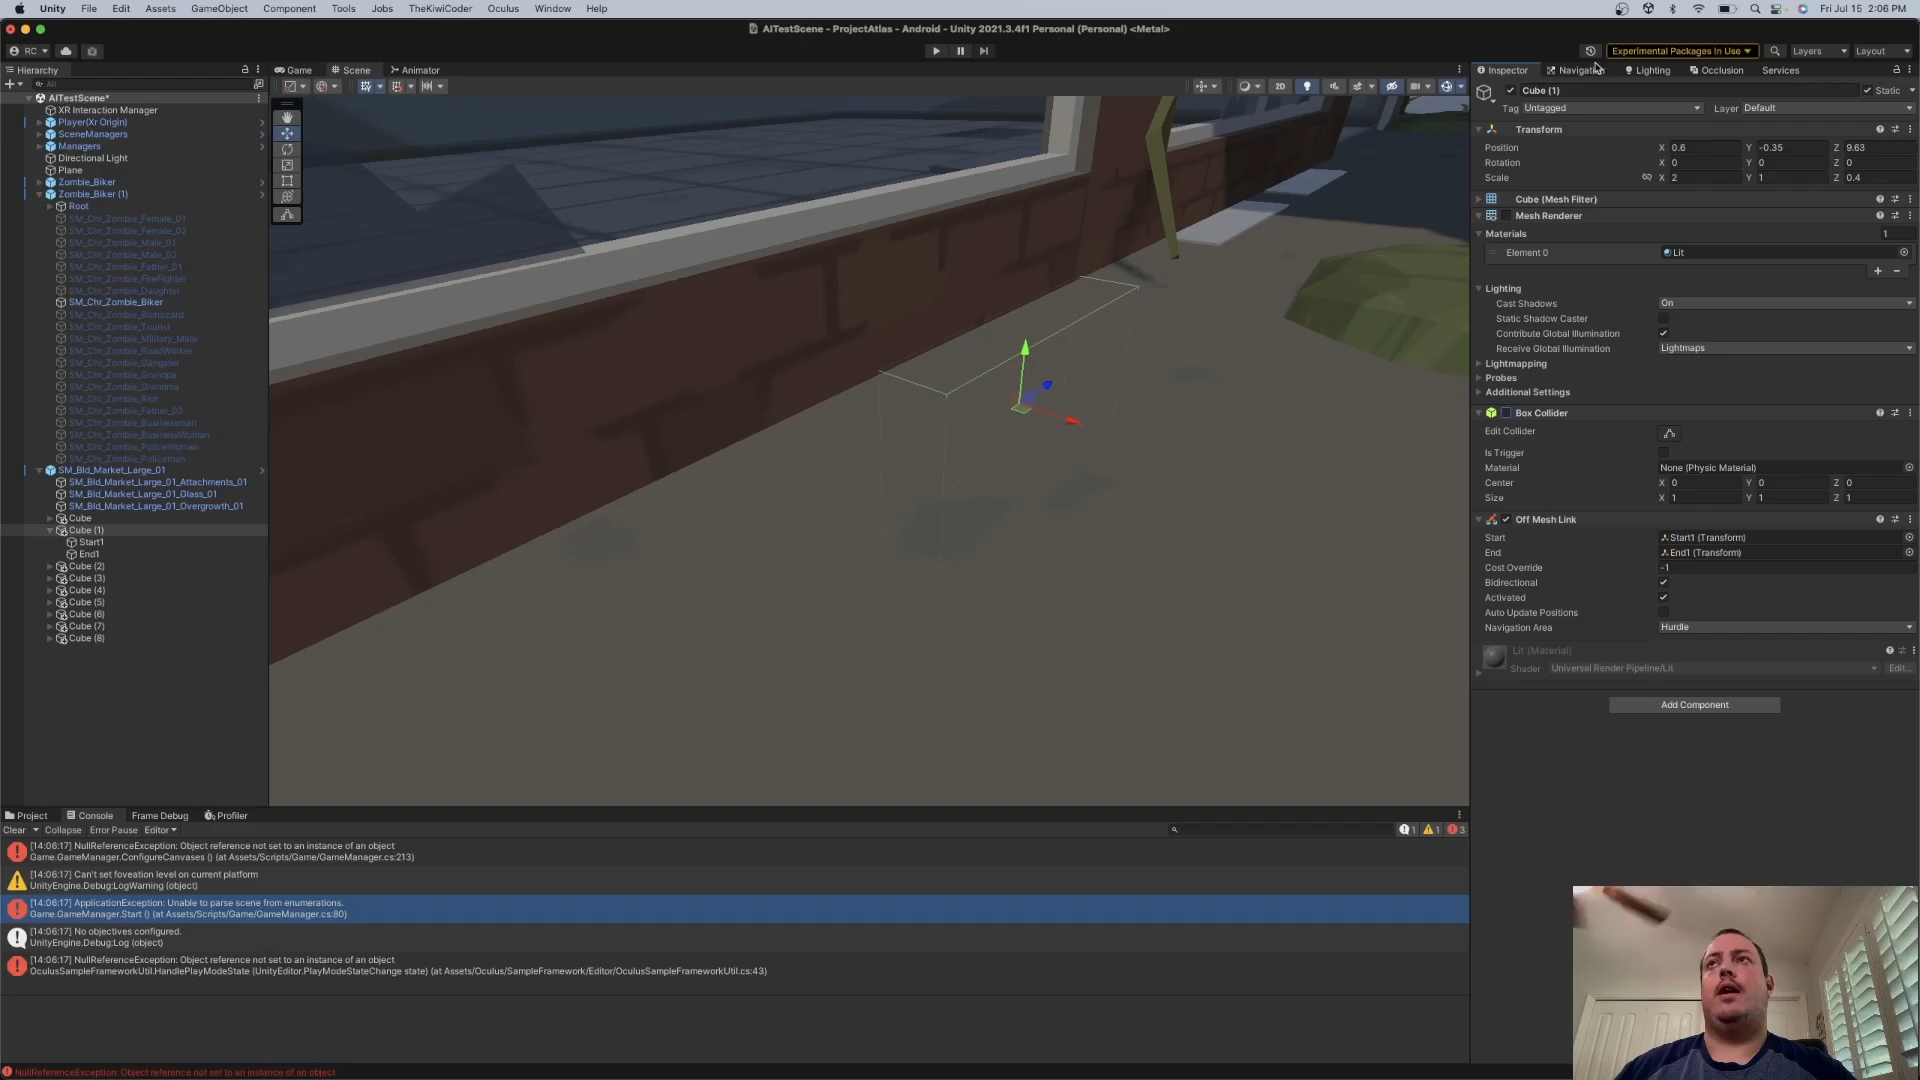 Unity File Edit Assets GameObject Component Tools Jobs TheKiwiCoder Oculus Window Help Fri Jul 15 2:06 PM
AITestScene - ProjectAtlas - Android - Unity 2021.3.4f1 Personal (Personal) <Metal>
RC Experimental Packages In Use Layers Layout
Hierarchy
All
AITestScene*
XR Interaction Manager
Player(Xr Origin)
SceneManagers
Managers
Directional Light
Plane
Zombie_Biker
Zombie_Biker (1)
Root
SM_Chr_Zombie_Female_01
SM_Chr_Zombie_Female_02
SM_Chr_Zombie_Male_01
SM_Chr_Zombie_Male_02
SM_Chr_Zombie_Father_01
SM_Chr_Zombie_FireFighter
SM_Chr_Zombie_Daughter
SM_Chr_Zombie_Biker
SM_Chr_Zombie_Biohazard
SM_Chr_Zombie_Tourist
SM_Chr_Zombie_Military_Male
SM_Chr_Zombie_RoadWorker
SM_Chr_Zombie_Gangster
SM_Chr_Zombie_Grandpa
SM_Chr_Zombie_Grandma
SM_Chr_Zombie_Riot
SM_Chr_Zombie_Father_02
SM_Chr_Zombie_Businessman
SM_Chr_Zombie_BusinessWoman
SM_Chr_Zombie_PoliceWoman
SM_Chr_Zombie_Policeman
SM_Bld_Market_Large_01
SM_Bld_Market_Large_01_Attachments_01
SM_Bld_Market_Large_01_Glass_01
SM_Bld_Market_Large_01_Overgrowth_01
Cube
Cube (1)
Start1
End1
Cube (2)
Cube (3)
Cube (4)
Cube (5)
Cube (6)
Cube (7)
Cube (8)
Game Scene Animator
2D
Inspector Navigation Lighting Occlusion Services
Cube (1) Static
Tag Untagged Layer Default
Transform
Position X 0.6 Y -0.35 Z 9.63
Rotation X 0 Y 0 Z 0
Scale X 2 Y 1 Z 0.4
Cube (Mesh Filter)
Mesh Renderer
Materials 1
Element 0 Lit
Lighting
Cast Shadows On
Static Shadow Caster
Contribute Global Illumination
Receive Global Illumination Lightmaps
Lightmapping
Probes
Additional Settings
Box Collider
Edit Collider
Is Trigger
Material None (Physic Material)
Center X 0 Y 0 Z 0
Size X 1 Y 1 Z 1
Off Mesh Link
Start Start1 (Transform)
End End1 (Transform)
Cost Override -1
Bidirectional
Activated
Auto Update Positions
Navigation Area Hurdle
Lit (Material)
Shader Universal Render Pipeline/Lit Edit...
Add Component
Project Console Frame Debug Profiler
Clear Collapse Error Pause Editor 1 1 3
[14:06:17] NullReferenceException: Object reference not set to an instance of an object
Game.GameManager.ConfigureCanvases () (at Assets/Scripts/Game/GameManager.cs:213)
[14:06:17] Can't set foveation level on current platform
UnityEngine.Debug:LogWarning (object)
[14:06:17] ApplicationException: Unable to parse scene from enumerations.
Game.GameManager.Start () (at Assets/Scripts/Game/GameManager.cs:80)
[14:06:17] No objectives configured.
UnityEngine.Debug:Log (object)
[14:06:17] NullReferenceException: Object reference not set to an instance of an object
OculusSampleFrameworkUtil.HandlePlayModeState (UnityEditor.PlayModeStateChange state) (at Assets/Oculus/SampleFramework/Editor/OculusSampleFrameworkUtil.cs:43)
NullReferenceException: Object reference not set to an instance of an object